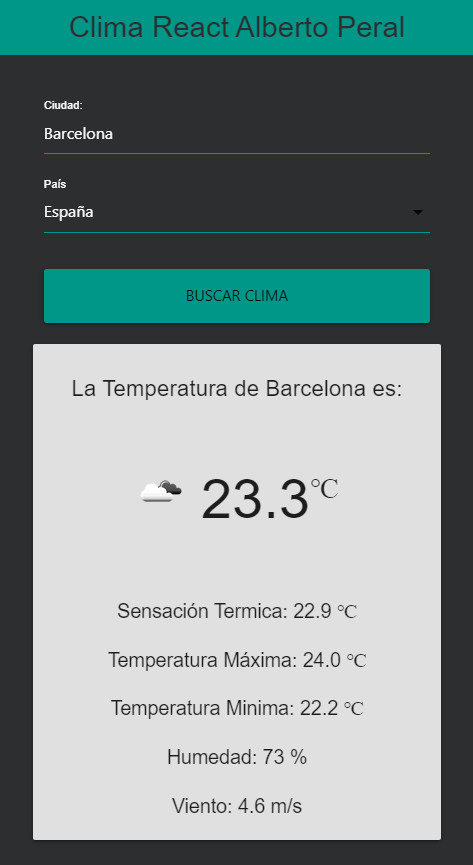 Clima React Alberto Peral
Ciudad:
Barcelona
País
España
BUSCAR CLIMA
La Temperatura de Barcelona es:
23.3℃
Sensación Termica: 22.9 ℃
Temperatura Máxima: 24.0 ℃
Temperatura Minima: 22.2 ℃
Humedad: 73 %
Viento: 4.6 m/s